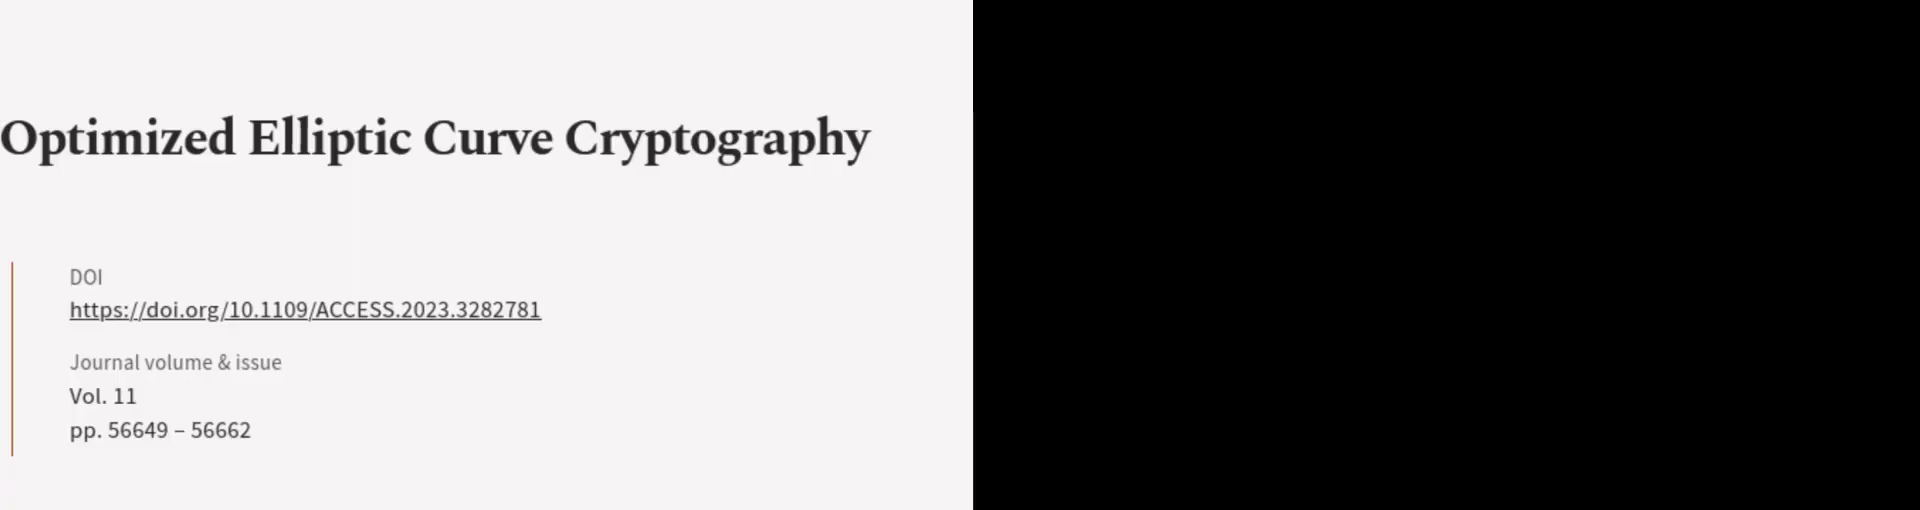 Optimized Elliptic Curve Cryptography
DOI
https://doi.org/10.1109/ACCESS.2023.3282781
Journal volume & issue
Vol. 11
pp. 56649 – 56662